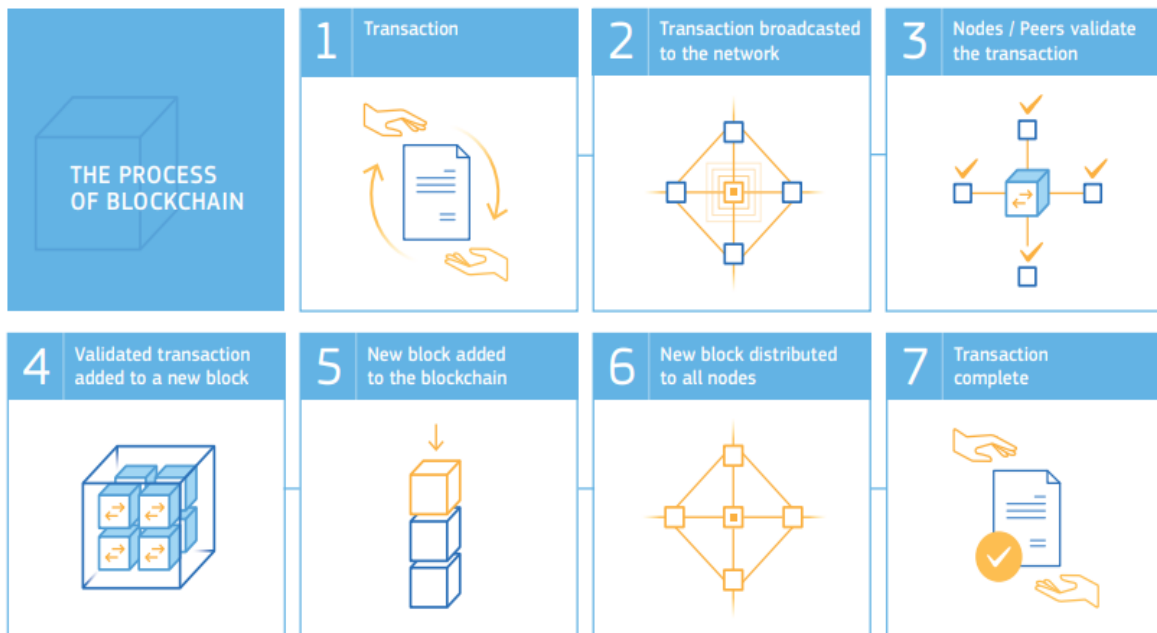 THE PROCESS
OF BLOCKCHAIN
1
Transaction
2
Transaction broadcasted
to the network
3
Nodes / Peers validate
the transaction
4
Validated transaction
added to a new block
5
New block added
to the blockchain
6
New block distributed
to all nodes
7
Transaction
complete